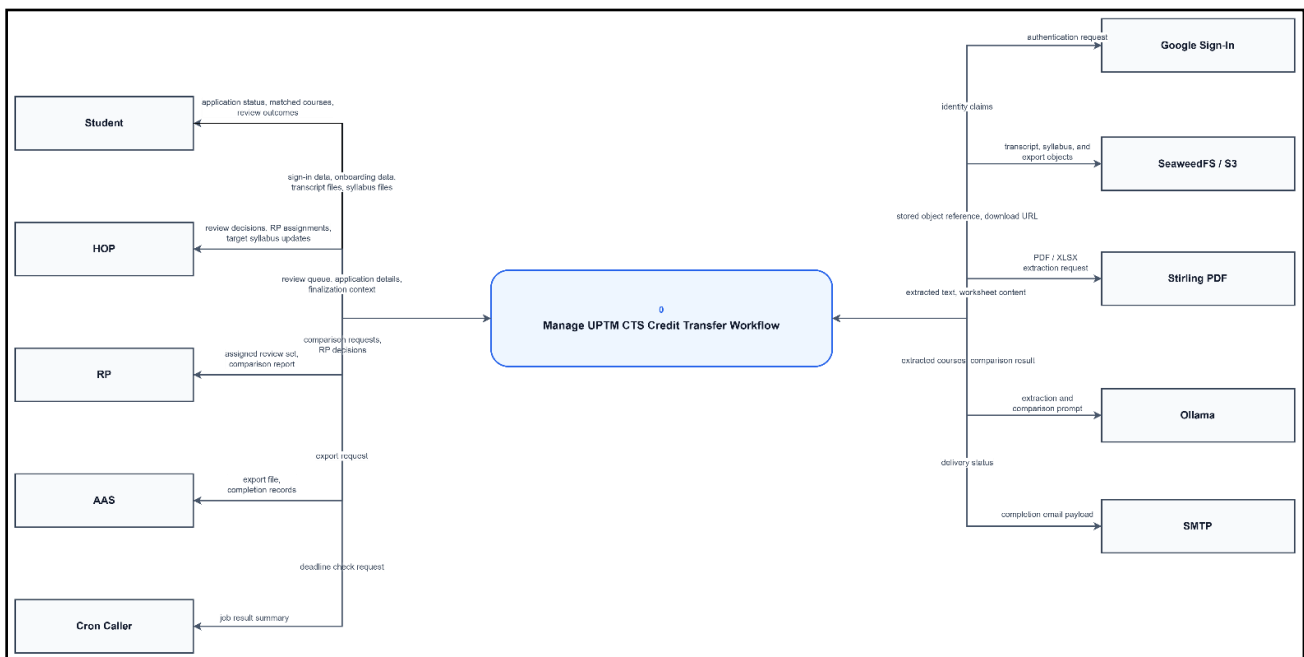 authentication request
Google Sign-In
application status, matched courses,
review outcomes
Student
identity claims
transcript, syllabus, and
export objects
SeaweedFS / S3
sign-in data, onboarding data,
transcript files, syllabus files
stored object reference, download URL
review decisions, RP assignments,
target syllabus updates
HOP
PDF / XLSX
extraction request
Stirling PDF
review queue, application details,
finalization context
extracted text, worksheet content
0
Manage UPTM CTS Credit Transfer Workflow
comparison requests,
RP decisions
assigned review set,
comparison report
RP
extracted courses, comparison result
extraction and
comparison prompt
Ollama
export request
delivery status
export file,
completion records
AAS
completion email payload
SMTP
deadline check request
job result summary
Cron Caller